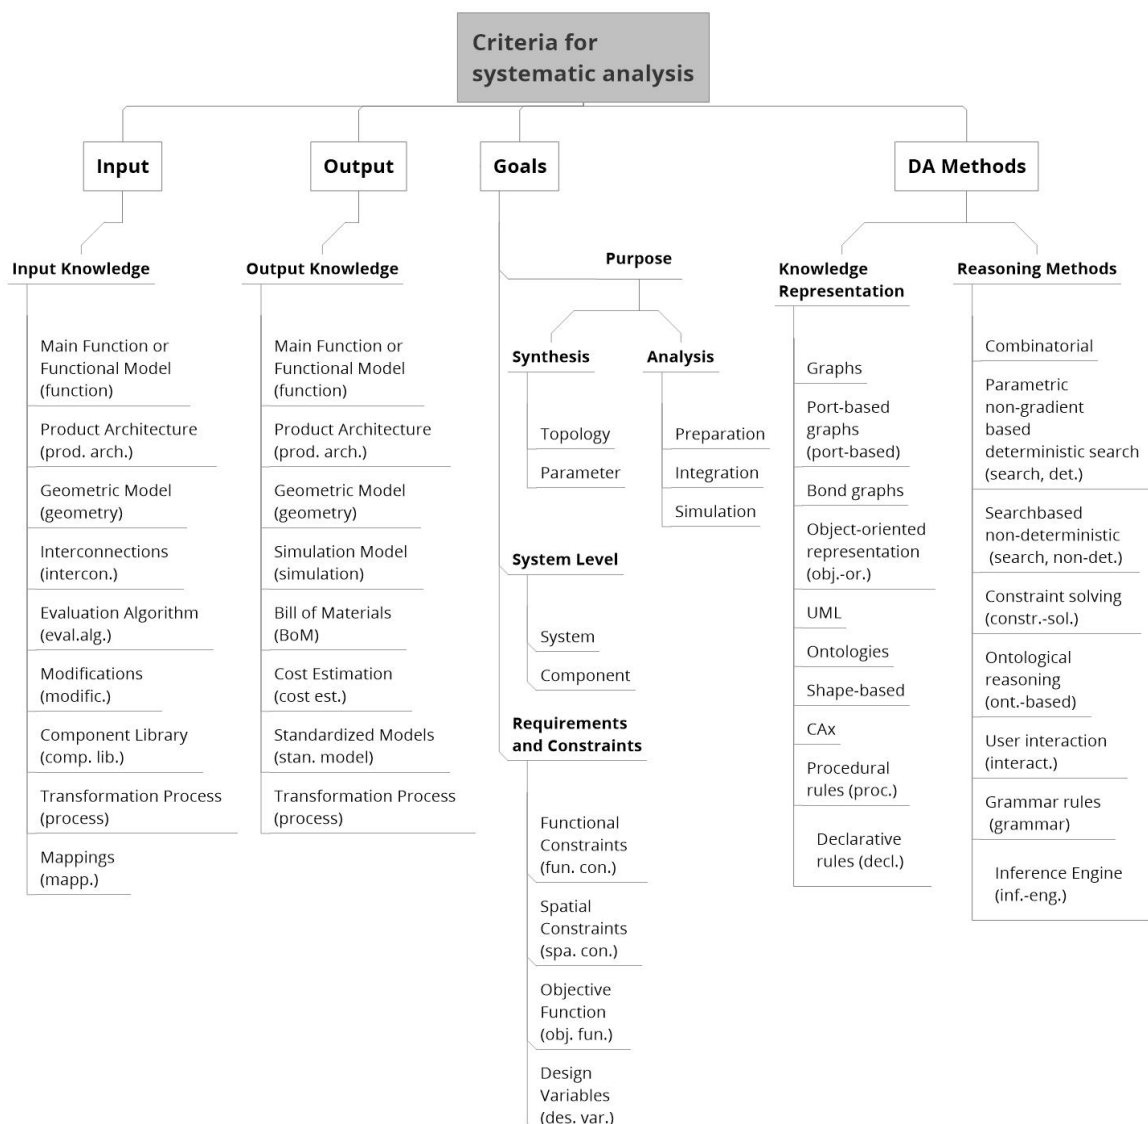 Criteria for
systematic analysis
Input
Output
Goals
DA Methods
Input Knowledge
Main Function or
Functional Model
(function)
Product Architecture
(prod. arch.)
Geometric Model
(geometry)
Interconnections
(intercon.)
Evaluation Algorithm
(eval.alg.)
Modifications
(modific.)
Component Library
(comp. lib.)
Transformation Process
(process)
Mappings
(mapp.)
Output Knowledge
Main Function or
Functional Model
(function)
Product Architecture
(prod. arch.)
Geometric Model
(geometry)
Simulation Model
(simulation)
Bill of Materials
(BoM)
Cost Estimation
(cost est.)
Standardized Models
(stan. model)
Transformation Process
(process)
Purpose
Synthesis
Topology
Parameter
Analysis
Preparation
Integration
Simulation
System Level
System
Component
Requirements
and Constraints
Functional
Constraints
(fun. con.)
Spatial
Constraints
(spa. con.)
Objective
Function
(obj. fun.)
Design
Variables
(des. var.)
Knowledge
Representation
Graphs
Port-based
graphs
(port-based)
Bond graphs
Object-oriented
representation
(obj.-or.)
UML
Ontologies
Shape-based
CAx
Procedural
rules (proc.)
Declarative
rules (decl.)
Reasoning Methods
Combinatorial
Parametric
non-gradient
based
deterministic search
(search, det.)
Searchbased
non-deterministic
(search, non-det.)
Constraint solving
(constr.-sol.)
Ontological
reasoning
(ont.-based)
User interaction
(interact.)
Grammar rules
(grammar)
Inference Engine
(inf.-eng.)